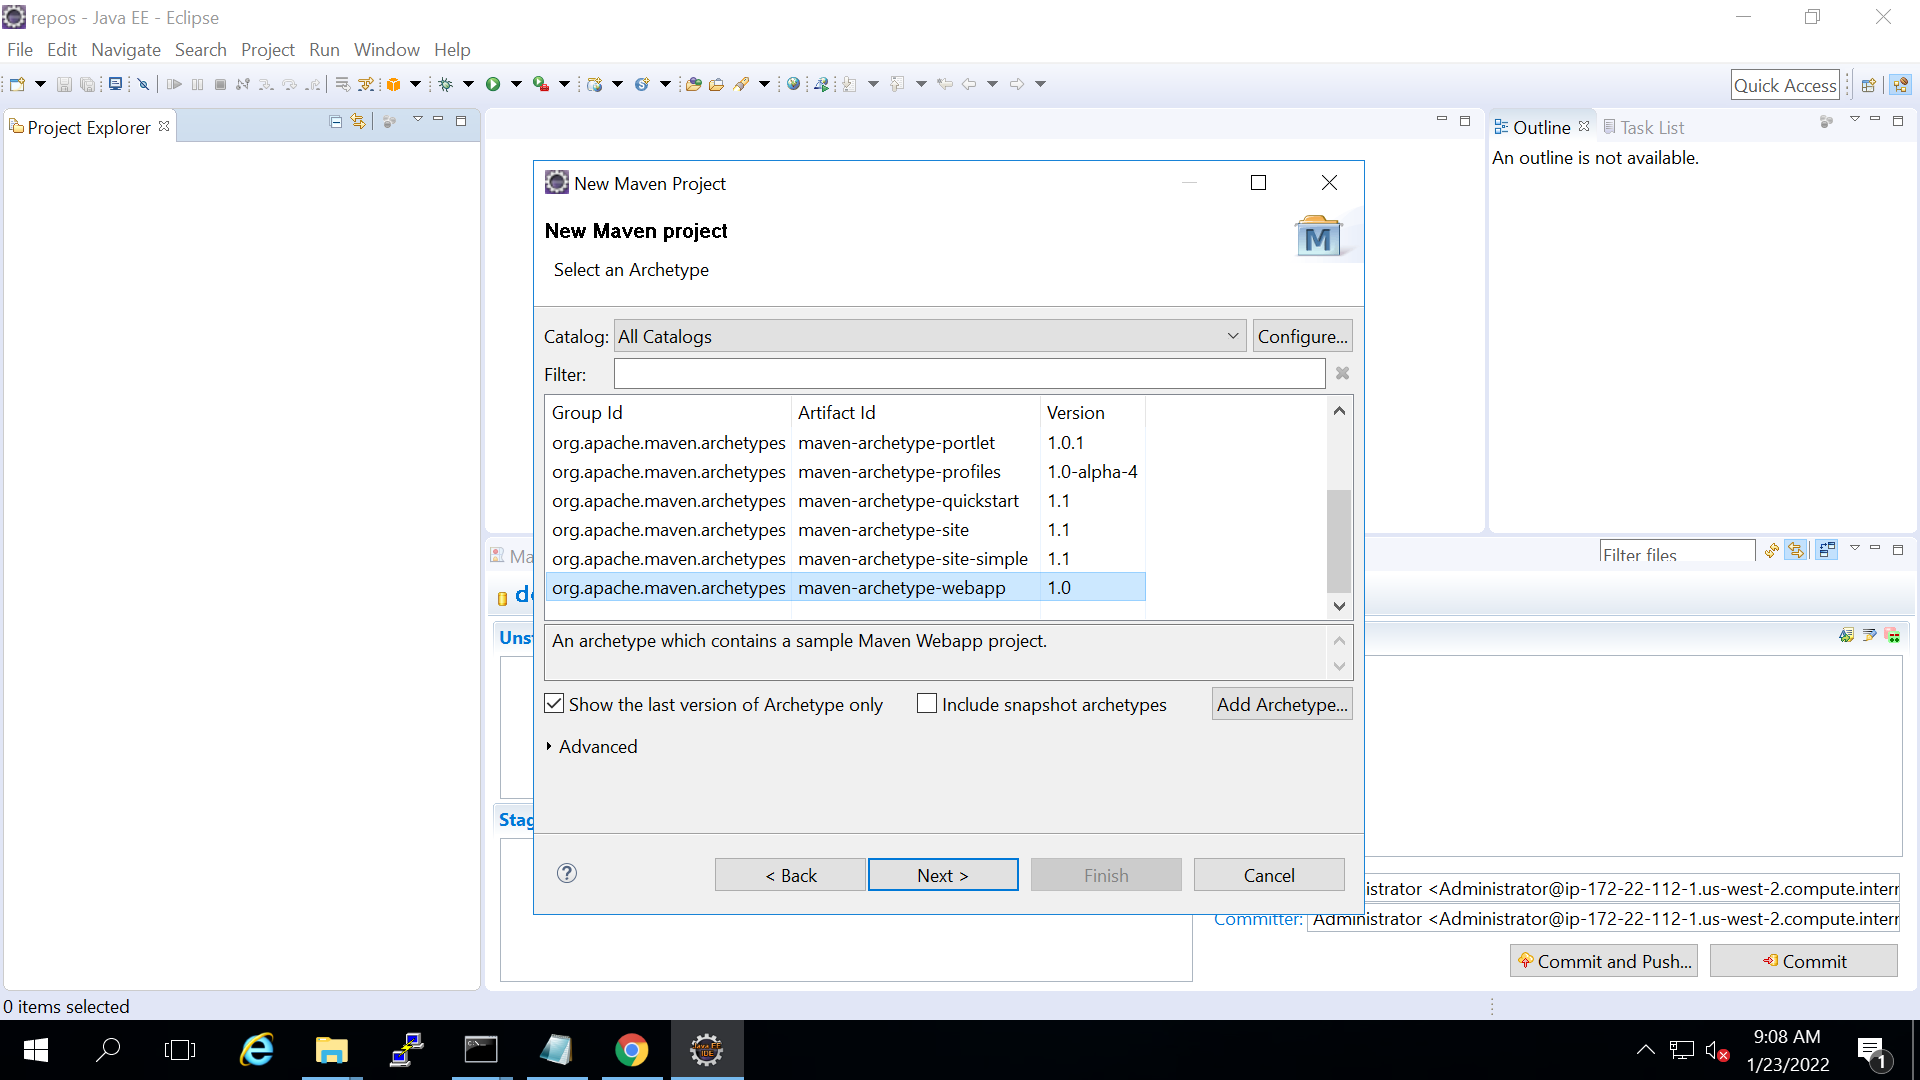 repos - Java EE - Eclipse
File Edit Navigate Search Project Run Window Help
Quick Access
Project Explorer
Outline
Task List
An outline is not available.
New Maven Project
New Maven project
Select an Archetype
M
Catalog: All Catalogs Configure...
Filter:
Group Id Artifact Id Version
org.apache.maven.archetypes maven-archetype-portlet 1.0.1
org.apache.maven.archetypes maven-archetype-profiles 1.0-alpha-4
org.apache.maven.archetypes maven-archetype-quickstart 1.1
org.apache.maven.archetypes maven-archetype-site 1.1
org.apache.maven.archetypes maven-archetype-site-simple 1.1
org.apache.maven.archetypes maven-archetype-webapp 1.0
An archetype which contains a sample Maven Webapp project.
Show the last version of Archetype only Include snapshot archetypes Add Archetype...
Advanced
? < Back Next > Finish Cancel
Ma
Filter files
de
Uns
Stag
istrator <Administrator@ip-172-22-112-1.us-west-2.compute.intern
Committer: Administrator <Administrator@ip-172-22-112-1.us-west-2.compute.intern
Commit and Push... Commit
0 items selected
9:08 AM
1/23/2022
1